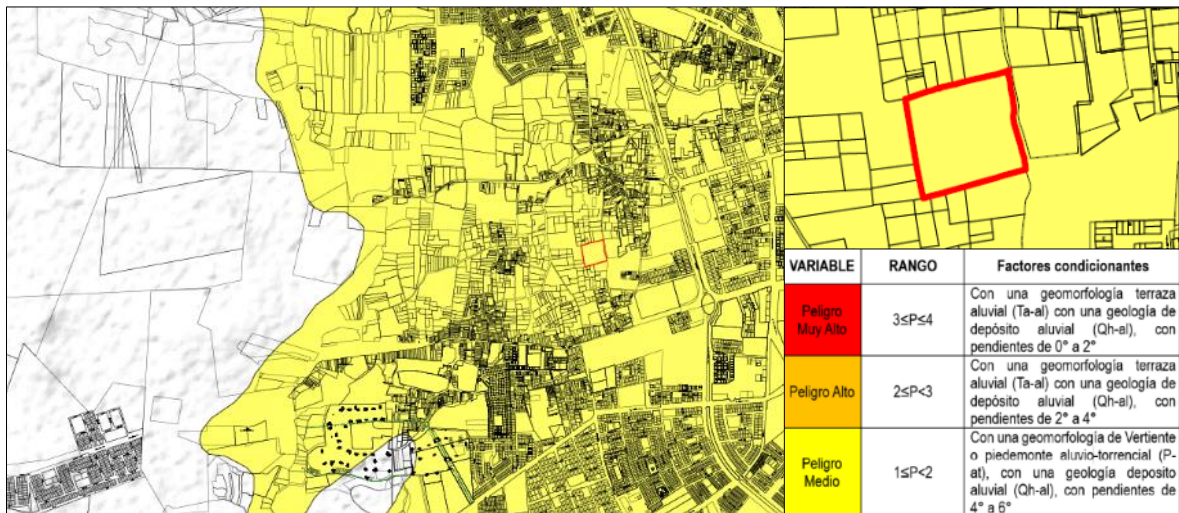 VARIABLE RANGO Factores condicionantes
Peligro
Muy Alto
3≤P≤4
Con una geomorfología terraza
aluvial (Ta-al) con una geología de
depósito aluvial (Qh-al), con
pendientes de 0° a 2°
Peligro Alto
2≤P<3
Con una geomorfología terraza
aluvial (Ta-al) con una geología de
depósito aluvial (Qh-al), con
pendientes de 2° a 4°
Peligro
Medio
1≤P<2
Con una geomorfología de Vertiente
o piedemonte aluvio-torrencial (P-
at), con una geología deposito
aluvial (Qh-al), con pendientes de
4° a 6°